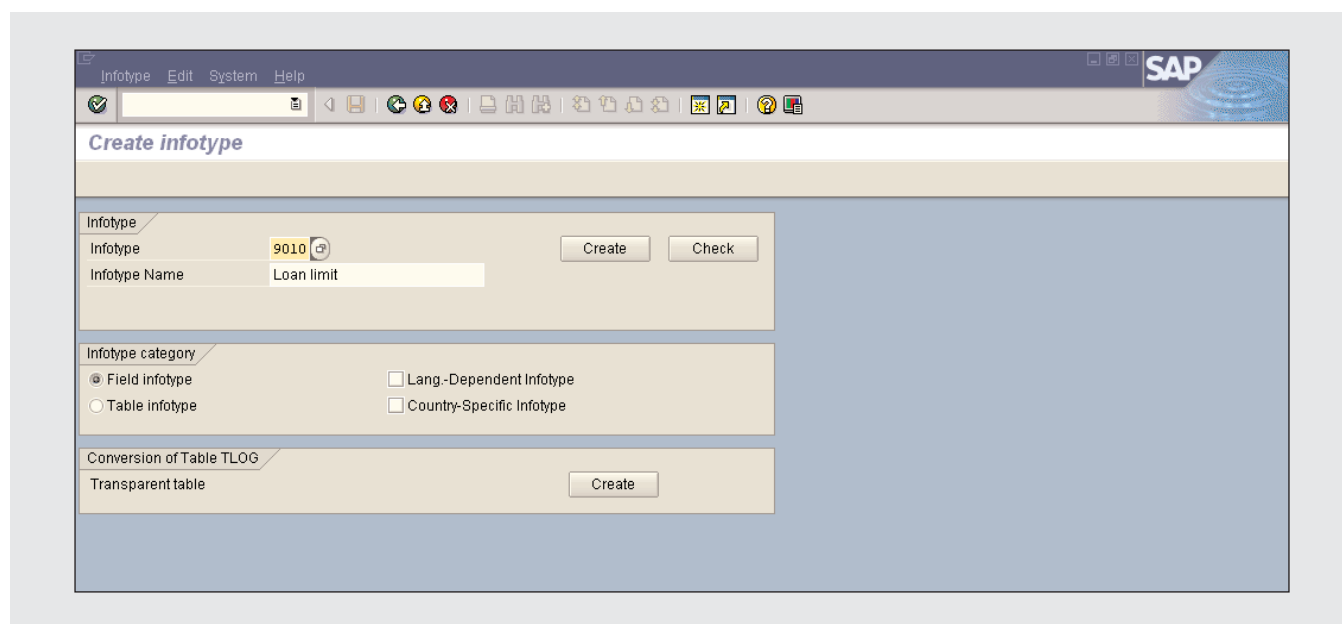 Infotype Edit System Help
SAP
Create infotype
Infotype
Infotype 9010 Create Check
Infotype Name Loan limit
Infotype category
Field infotype Lang.-Dependent Infotype
Table infotype Country-Specific Infotype
Conversion of Table TLOG
Transparent table Create